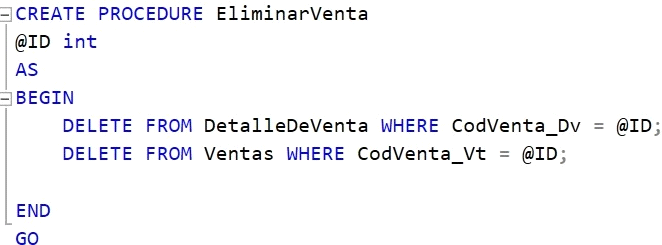 CREATE PROCEDURE EliminarVenta
@ID int
AS
BEGIN
    DELETE FROM DetalleDeVenta WHERE CodVenta_Dv = @ID;
    DELETE FROM Ventas WHERE CodVenta_Vt = @ID;

END
GO